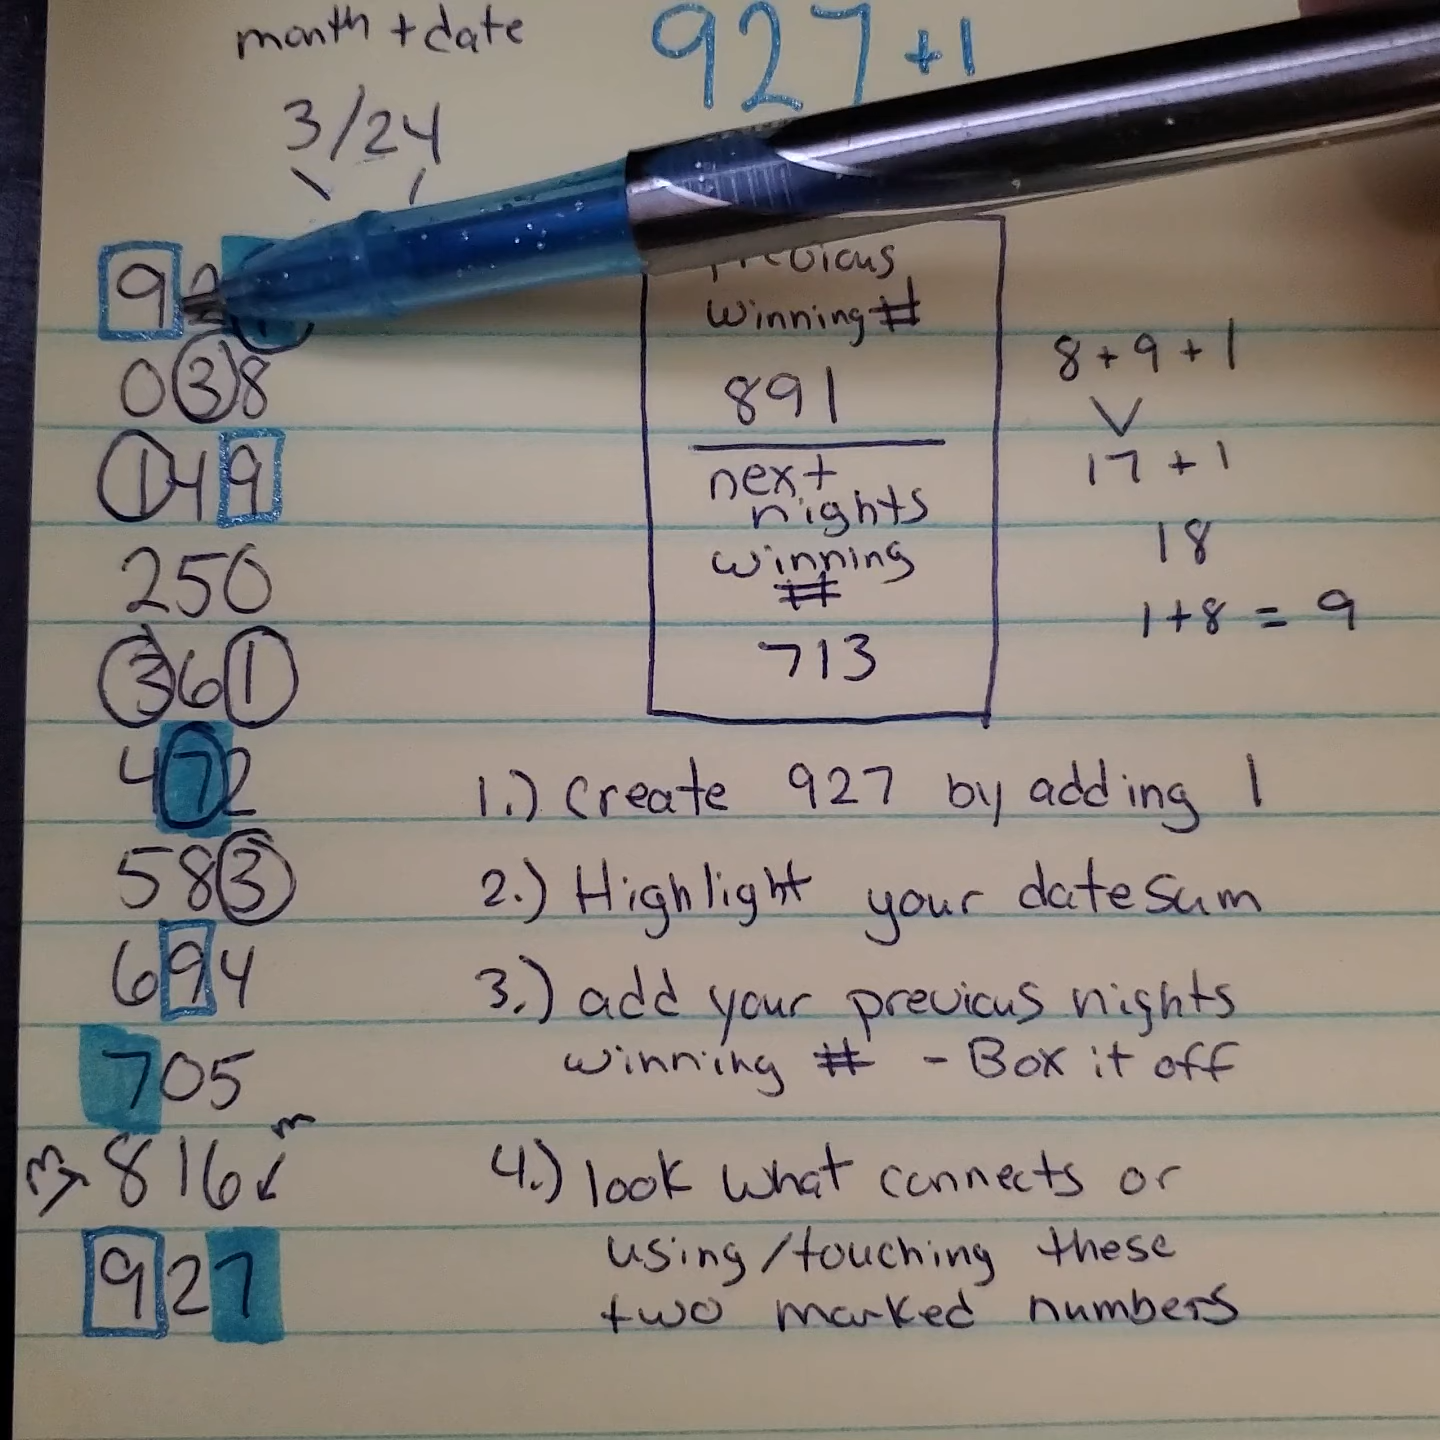 month + date
927 +1
3/24
9
038
149
250
361
472
583
694
705
816
927
winning #
891
next
nights
winning
#
713
8 + 9 + 1
17 + 1
18
1+8 = 9
1.) Create 927 by adding 1
2.) Highlight your date sum
3.) add your previous nights
winning # - Box it off
4.) look what connects or
using/touching these
two marked numbers